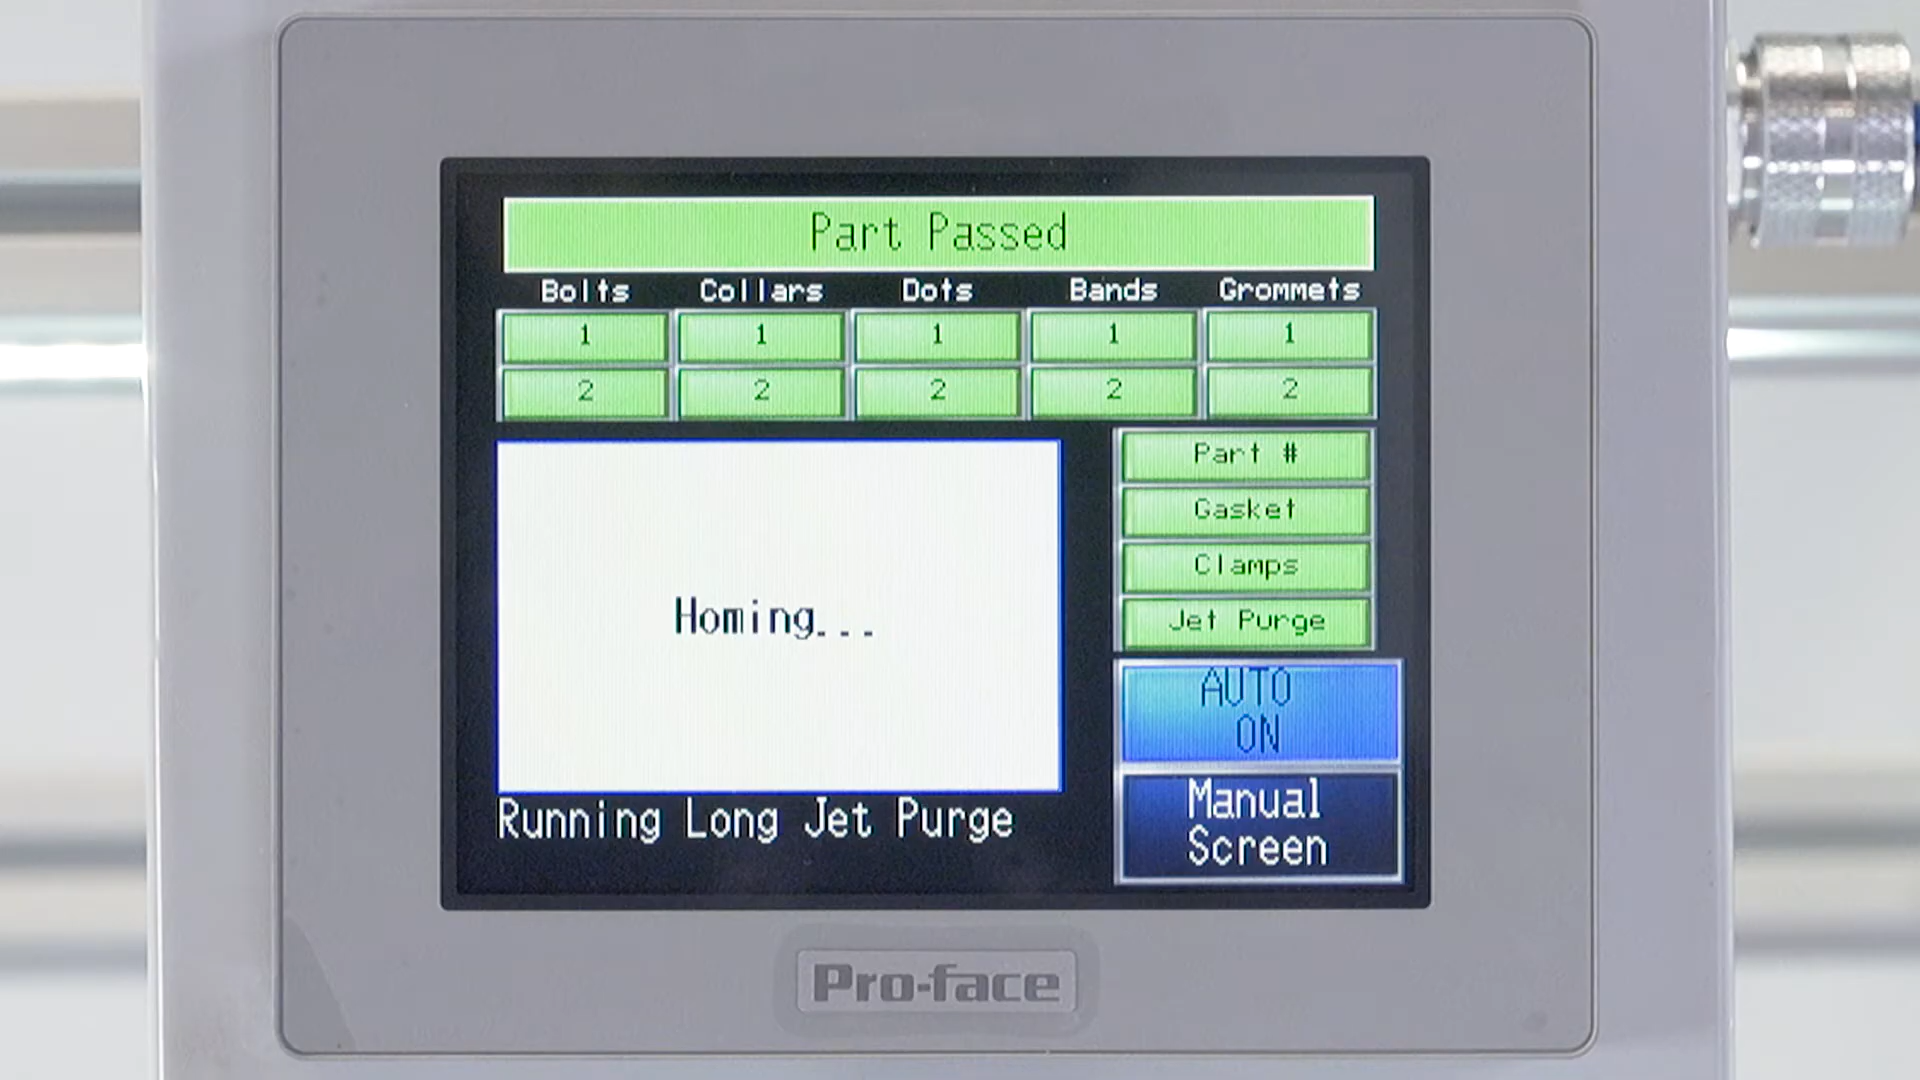 Part Passed
Bolts Collars Dots Bands Grommets
1 1 1 1 1
2 2 2 2 2
Part #
Gasket
Clamps
Jet Purge
Homing...
AUTO
ON
Manual
Screen
Running Long Jet Purge
Pro-face